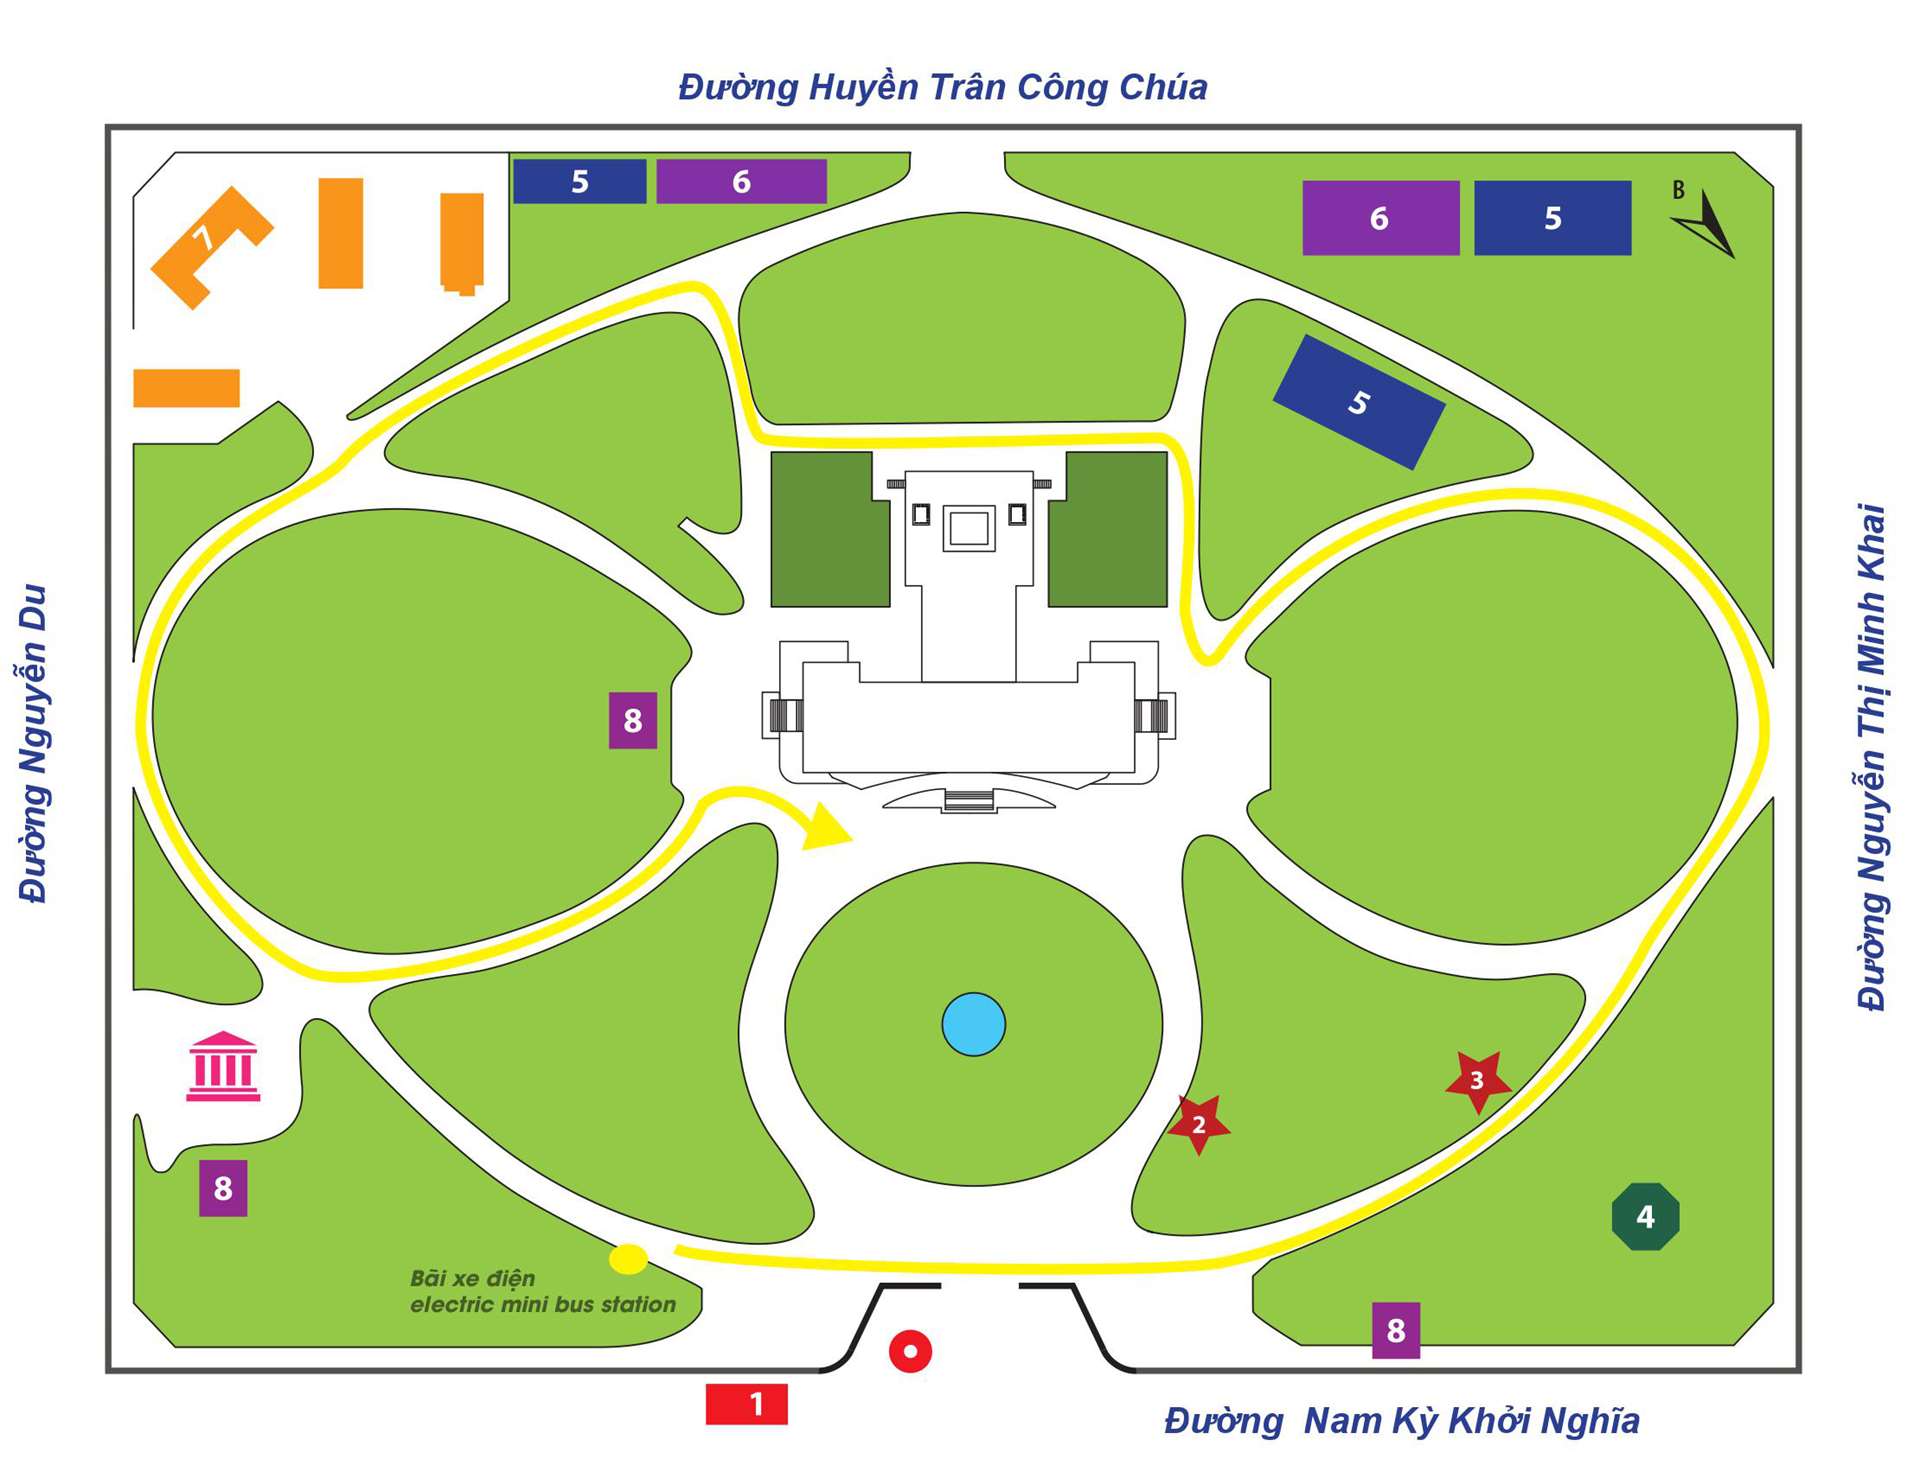 Đường Huyền Trân Công Chúa
5
6
6
5
B
7
5
Đường Nguyễn Du
Đường Nguyễn Thị Minh Khai
8
3
2
8
4
Bãi xe điện
electric mini bus station
8
1
Đường Nam Kỳ Khởi Nghĩa